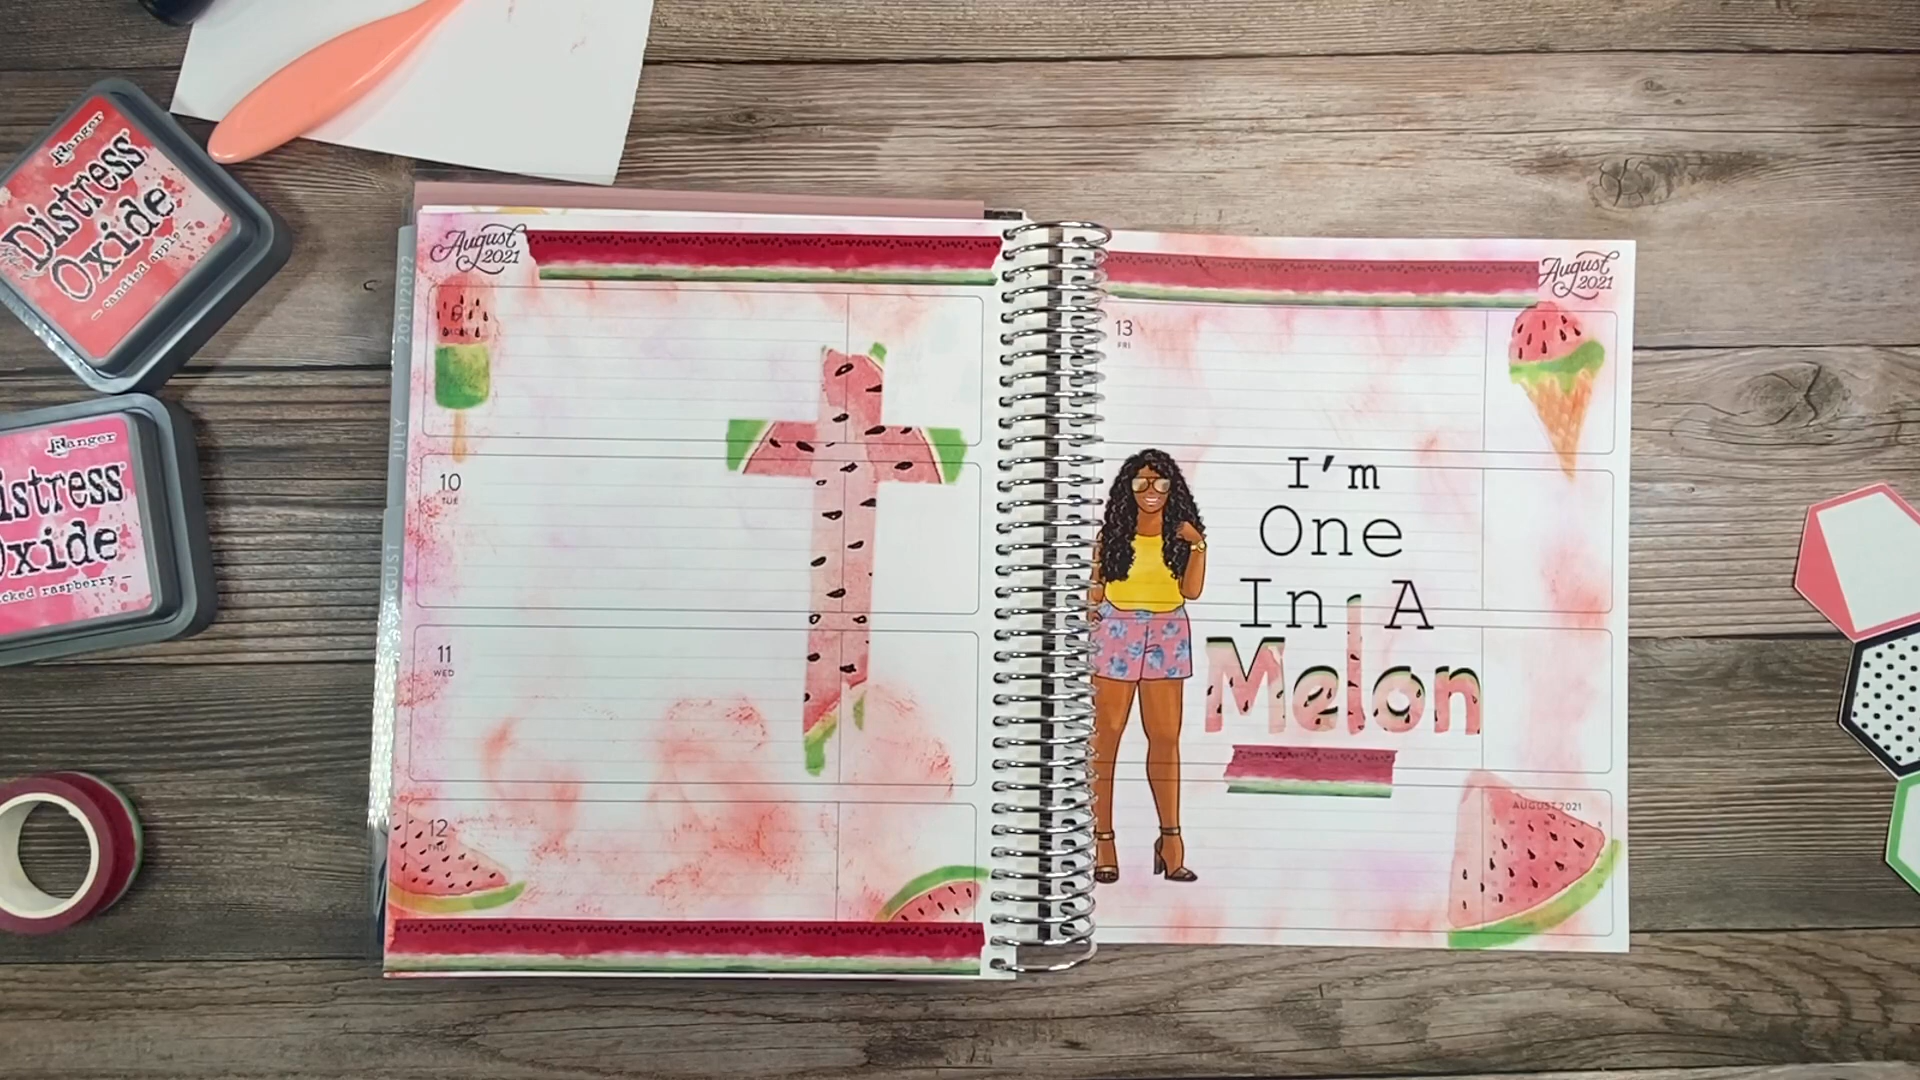 Ranger
Distress
Oxide
candied apple
Ranger
istress
Oxide
cked raspberry
2021/2022
JULY
AUGUST
August
2021
10
TUE
11
WED
12
THU
August
2021
13
FRI
I'm
One
In A
Melon
AUGUST 2021